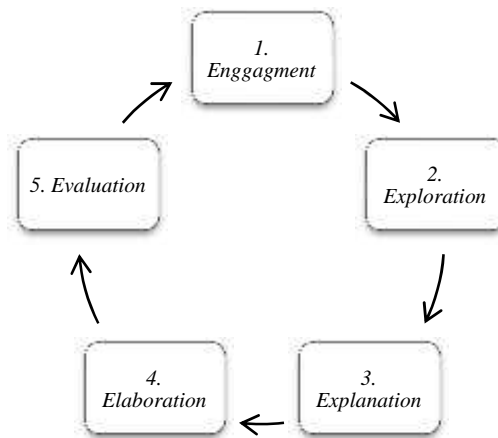 1.
Enggagment
2.
Exploration
3.
Explanation
4.
Elaboration
5. Evaluation